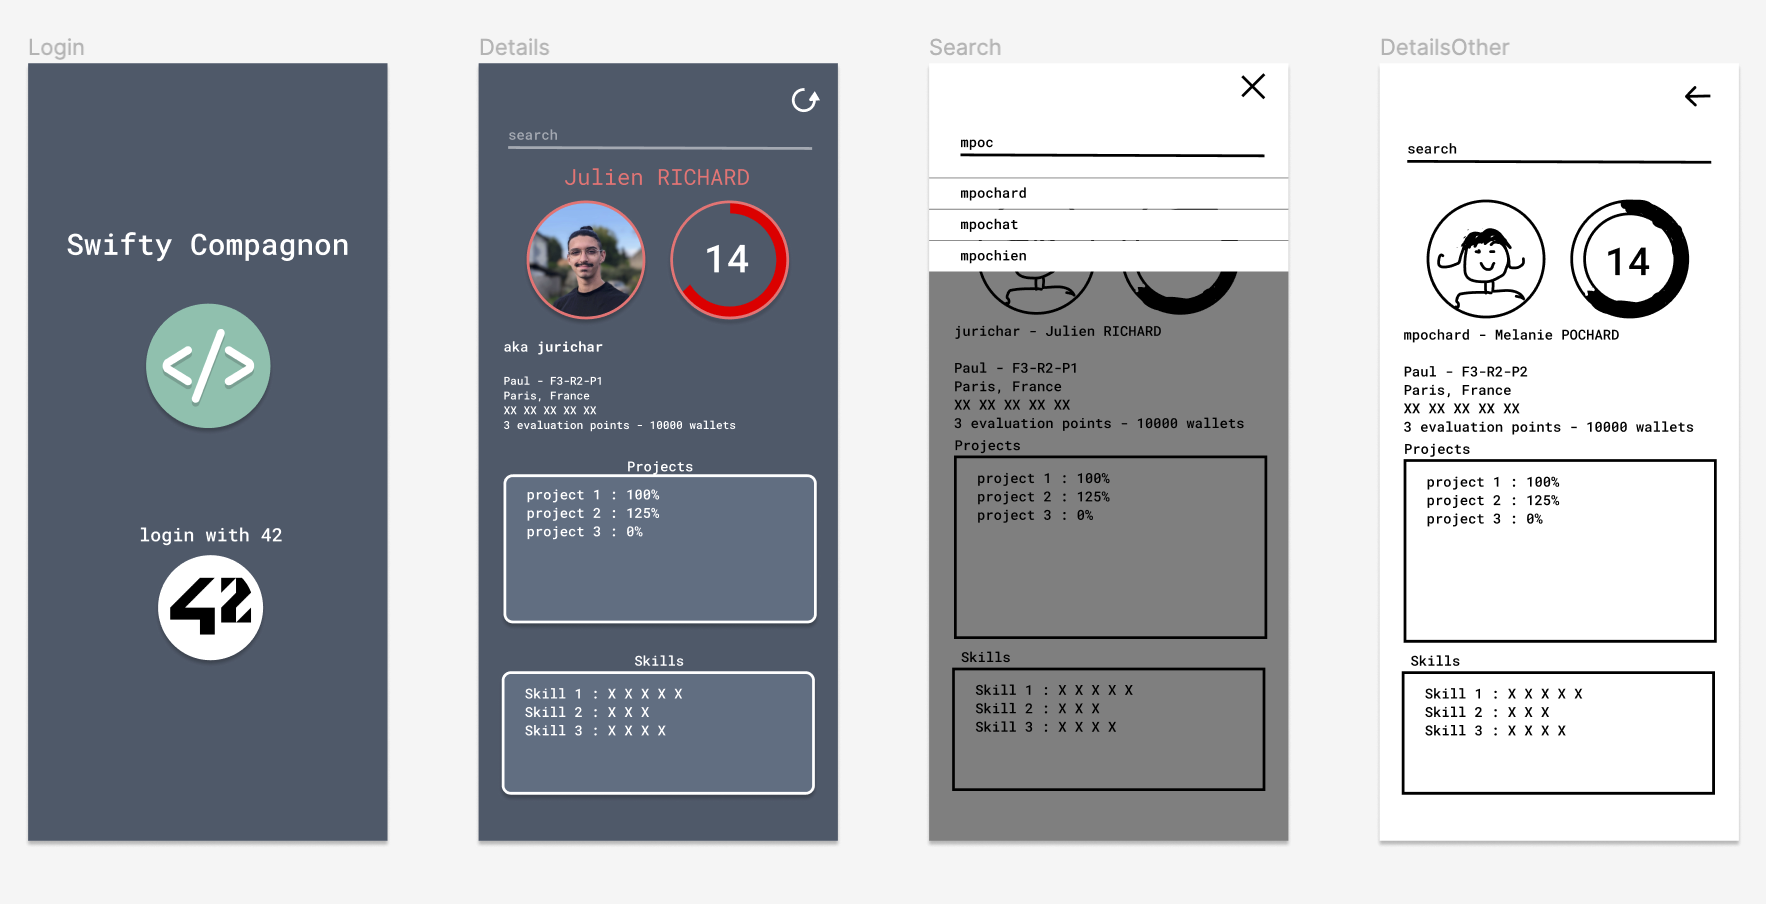 Login
Swifty Compagnon
</>
login with 42
42
Details
search
Julien RICHARD
14
aka jurichar
Paul - F3-R2-P1
Paris, France
XX XX XX XX XX
3 evaluation points - 10000 wallets
Projects
project 1 : 100%
project 2 : 125%
project 3 : 0%
Skills
Skill 1 : X X X X X
Skill 2 : X X X
Skill 3 : X X X X
Search
mpoc
mpochard
mpochat
mpochien
jurichar - Julien RICHARD
Paul - F3-R2-P1
Paris, France
XX XX XX XX XX
3 evaluation points - 10000 wallets
Projects
project 1 : 100%
project 2 : 125%
project 3 : 0%
Skills
Skill 1 : X X X X X
Skill 2 : X X X
Skill 3 : X X X X
DetailsOther
search
14
mpochard - Melanie POCHARD
Paul - F3-R2-P2
Paris, France
XX XX XX XX XX
3 evaluation points - 10000 wallets
Projects
project 1 : 100%
project 2 : 125%
project 3 : 0%
Skills
Skill 1 : X X X X X
Skill 2 : X X X
Skill 3 : X X X X